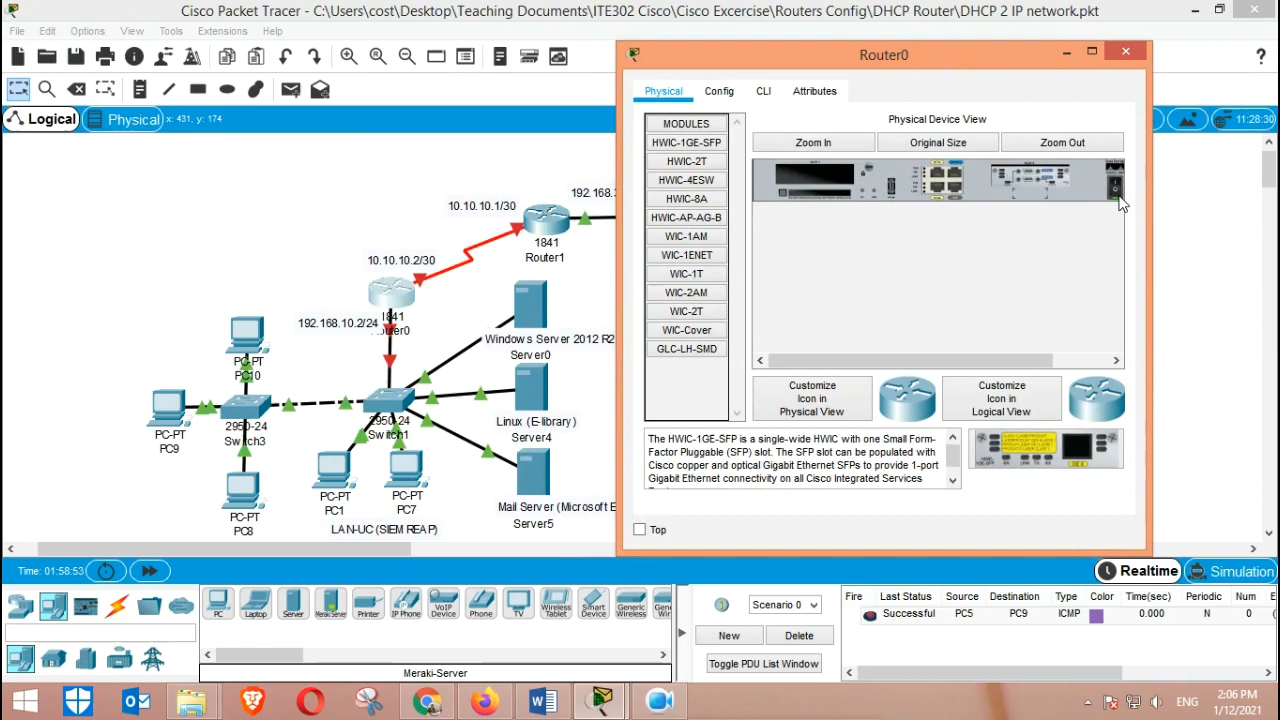 Cisco Packet Tracer - C:\Users\cost\Desktop\Teaching Documents\ITE302 Cisco\Cisco Excercise\Routers Config\DHCP Router\DHCP 2 IP network.pkt
File Edit Options View Tools Extensions Help
Logical Physical x: 431, y: 174
11:28:30
Router0
Physical Config CLI Attributes
MODULES
HWIC-1GE-SFP
HWIC-2T
HWIC-4ESW
HWIC-8A
HWIC-AP-AG-B
WIC-1AM
WIC-1ENET
WIC-1T
WIC-2AM
WIC-2T
WIC-Cover
GLC-LH-SMD
Physical Device View
Zoom In Original Size Zoom Out
Customize
Icon in
Physical View
Customize
Icon in
Logical View
The HWIC-1GE-SFP is a single-wide HWIC with one Small Form-
Factor Pluggable (SFP) slot. The SFP slot can be populated with
Cisco copper and optical Gigabit Ethernet SFPs to provide 1-port
Gigabit Ethernet connectivity on all Cisco Integrated Services
Top
192.168.
10.10.10.1/30
1841
Router1
10.10.10.2/30
192.168.10.2/24
1841
Windows Server 2012 R2
Server0
PC-PT
PC10
2950-24
Switch3
2950-24
Switch1
Linux (E-library)
Server4
PC-PT
PC9
PC-PT
PC1
PC-PT
PC7
Mail Server (Microsoft E
Server5
PC-PT
PC8
LAN-UC (SIEM REAP)
Time: 01:58:53
Realtime Simulation
PC Laptop Server Meraki-Server Printer IP Phone VoIP Device Phone TV Wireless Tablet Smart Device Generic Wireless
Meraki-Server
Scenario 0
New Delete
Toggle PDU List Window
Fire Last Status Source Destination Type Color Time(sec) Periodic Num
Successful PC5 PC9 ICMP 0.000 N 0
ENG
2:06 PM
1/12/2021